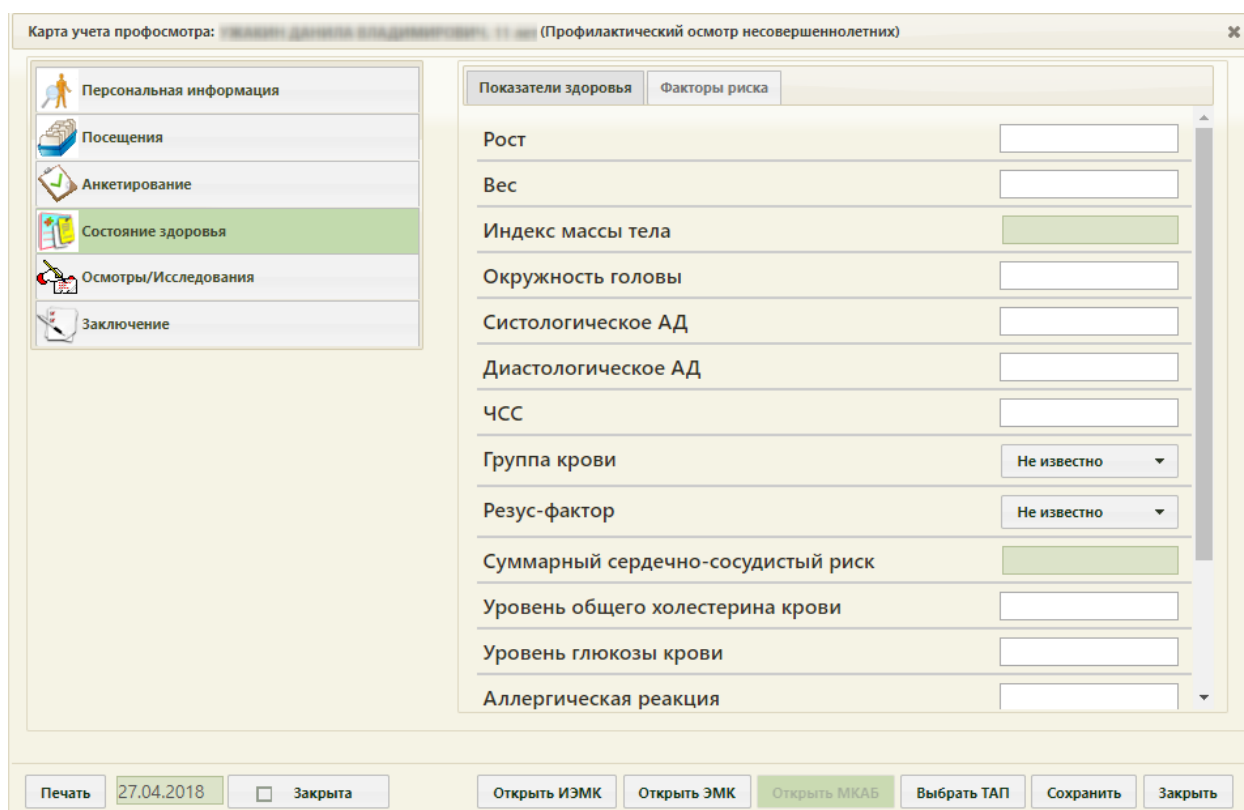 Карта учета профосмотра: (Профилактический осмотр несовершеннолетних)
Персональная информация
Посещения
Анкетирование
Состояние здоровья
Осмотры/Исследования
Заключение
Показатели здоровья Факторы риска
Рост
Вес
Индекс массы тела
Окружность головы
Систологическое АД
Диастологическое АД
ЧСС
Группа крови Не известно
Резус-фактор Не известно
Суммарный сердечно-сосудистый риск
Уровень общего холестерина крови
Уровень глюкозы крови
Аллергическая реакция
Печать 27.04.2018 Закрыта Открыть ИЭМК Открыть ЭМК Открыть МКАБ Выбрать ТАП Сохранить Закрыть